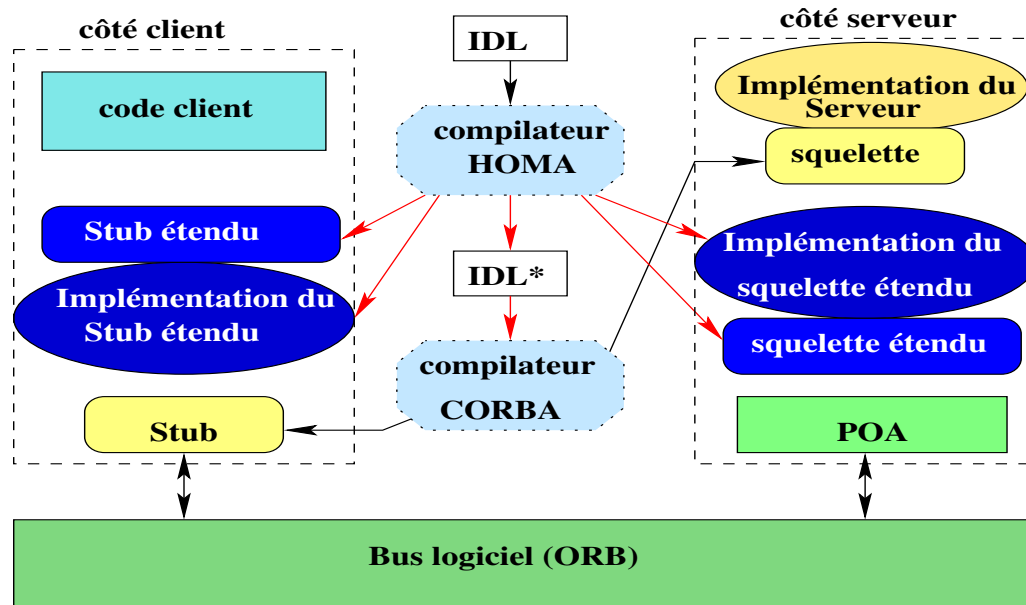 côté client
code client
Stub étendu
Implémentation du
Stub étendu
Stub
IDL
compilateur
HOMA
IDL*
compilateur
CORBA
côté serveur
Implémentation du
Serveur
squelette
Implémentation du
squelette étendu
squelette étendu
POA
Bus logiciel (ORB)